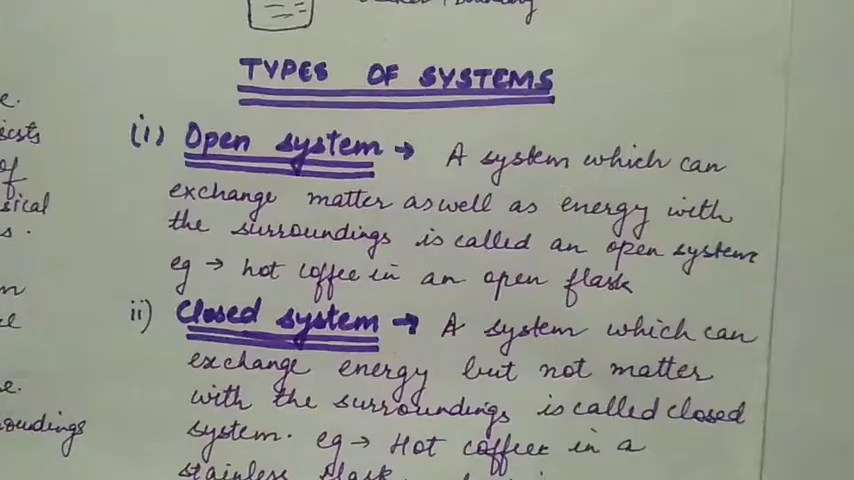 TYPES OF SYSTEMS
(i) Open system → A system which can
exchange matter aswell as energy with
the surroundings is called an open system
eg → hot coffee in an open flask
ii) Closed system → A system which can
exchange energy but not matter
with the surroundings is called closed
system. eg → Hot coffee in a
stainless flask